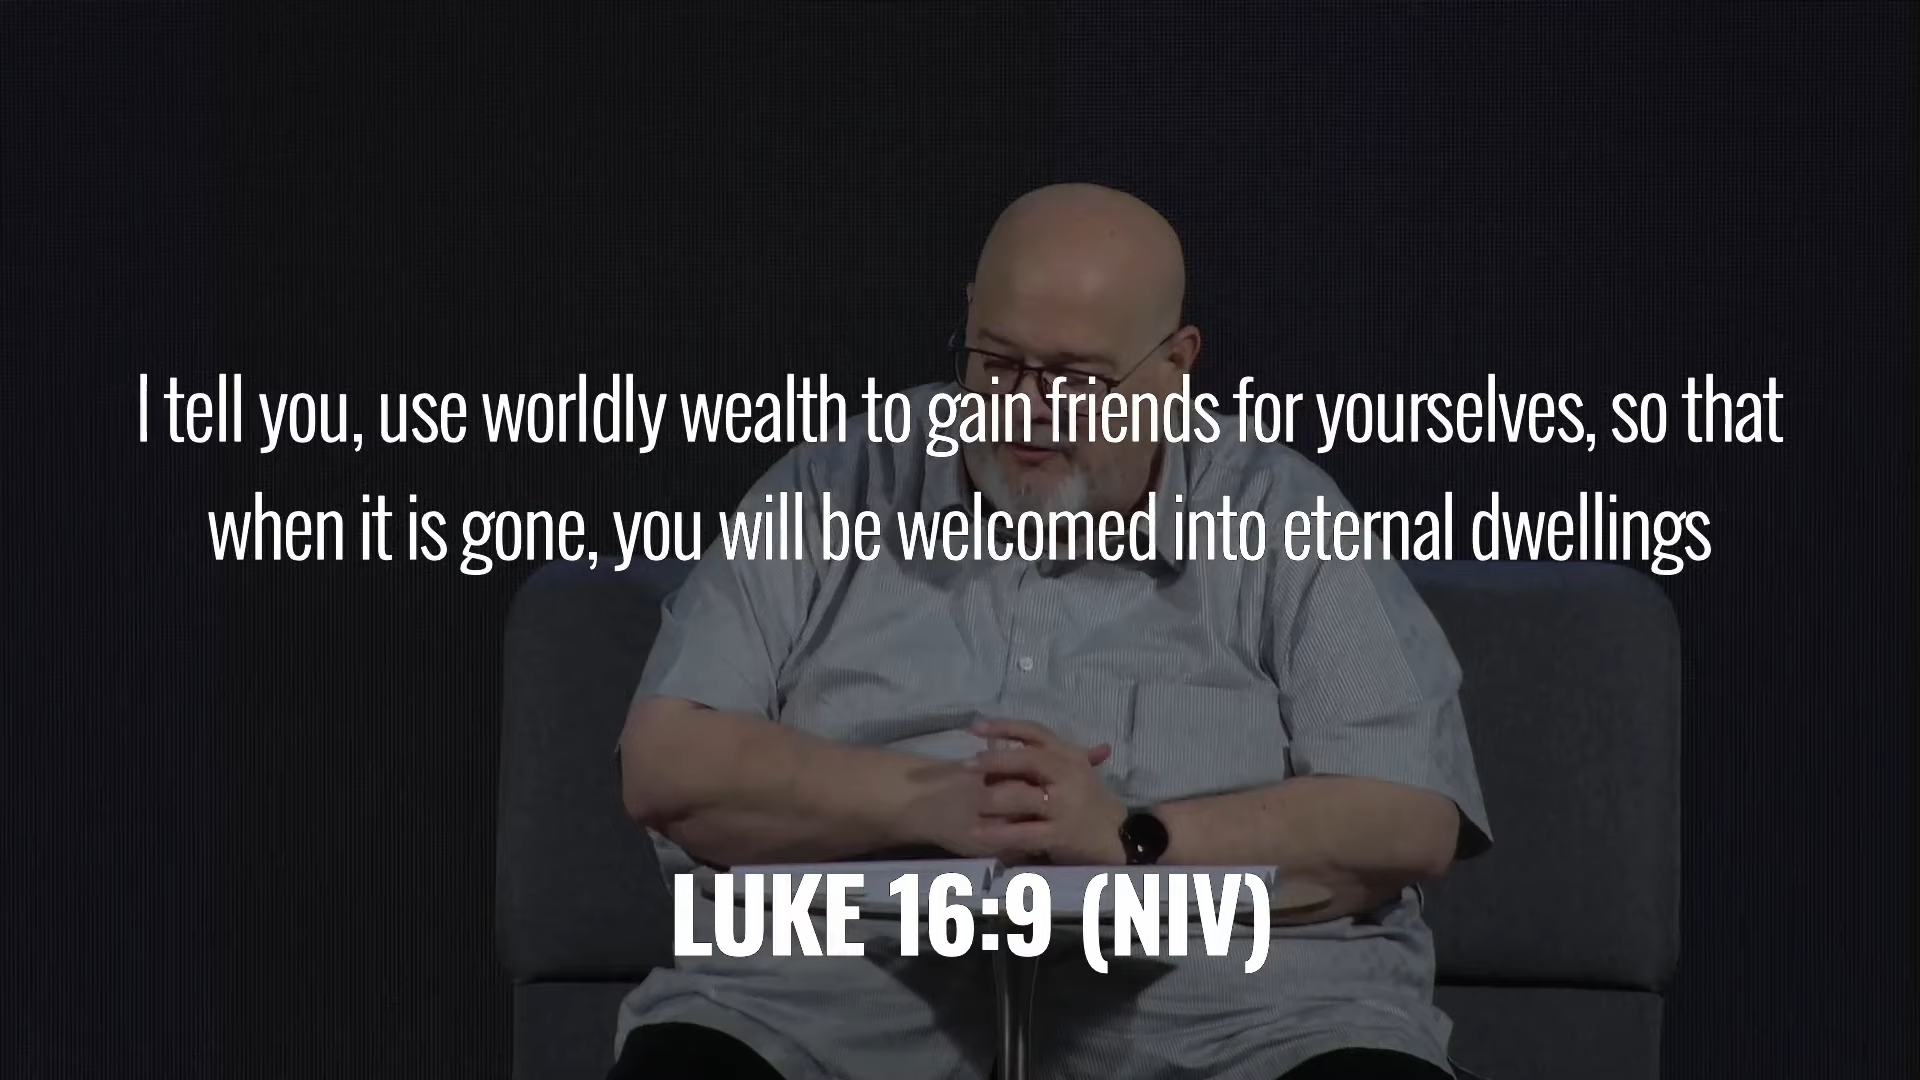 I tell you, use worldly wealth to gain friends for yourselves, so that
when it is gone, you will be welcomed into eternal dwellings
LUKE 16:9 (NIV)